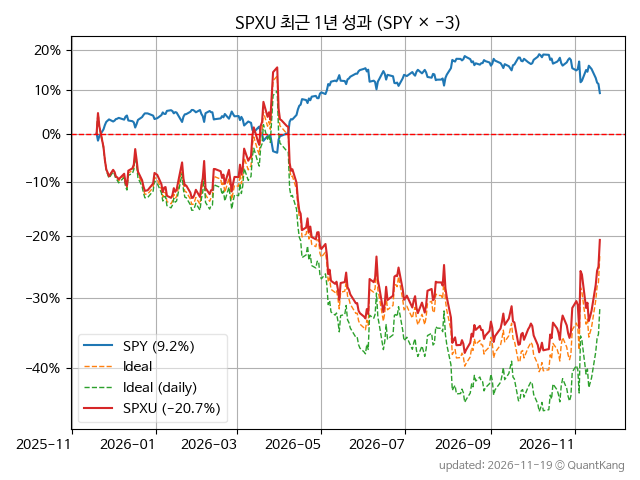 SPXU 최근 1년 성과 (SPY × −3)
20%
10%
0%
−10%
−20%
−30%
−40%
SPY (9.2%)
Ideal
Ideal (daily)
SPXU (−20.7%)
2025-11
2026-01
2026-03
2026-05
2026-07
2026-09
2026-11
updated: 2026-11-19 © QuantKang